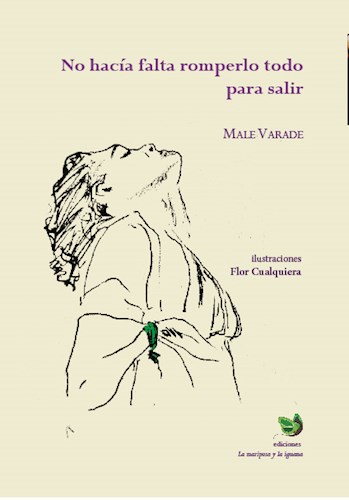 No hacía falta romperlo todo
para salir
MALE VARADE
ilustraciones
Flor Cualquiera
ediciones
La mariposa y la iguana